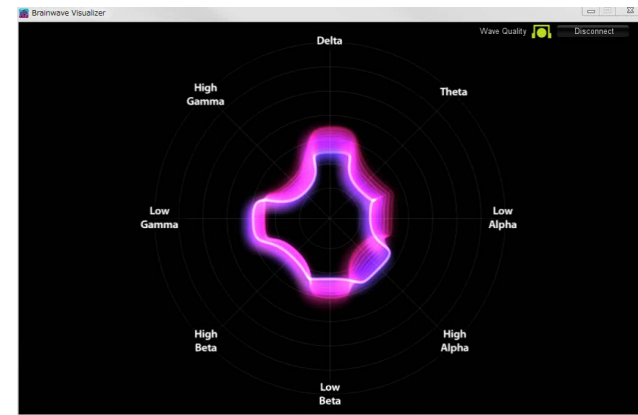 Brainwave Visualizer
Wave Quality
Disconnect
Delta
High
Gamma
Theta
Low
Gamma
Low
Alpha
High
Beta
High
Alpha
Low
Beta